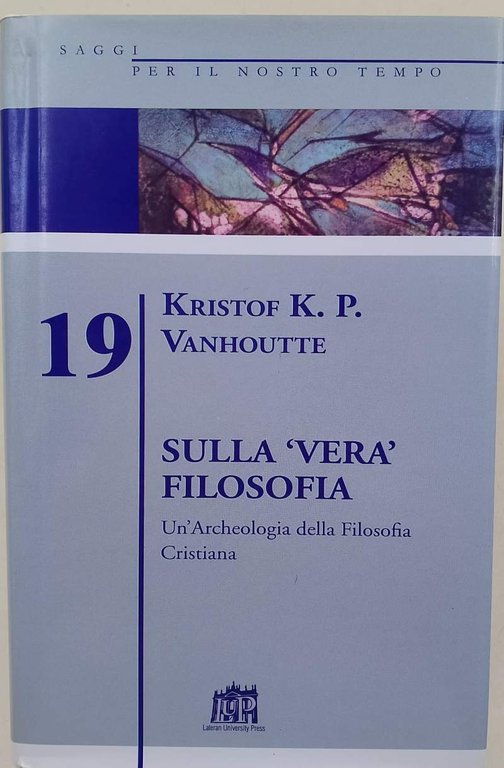 SAGGI
PER IL NOSTRO TEMPO
19
KRISTOF K. P.
VANHOUTTE
SULLA ‘VERA’
FILOSOFIA
Un’Archeologia della Filosofia
Cristiana
LUP
Lateran University Press